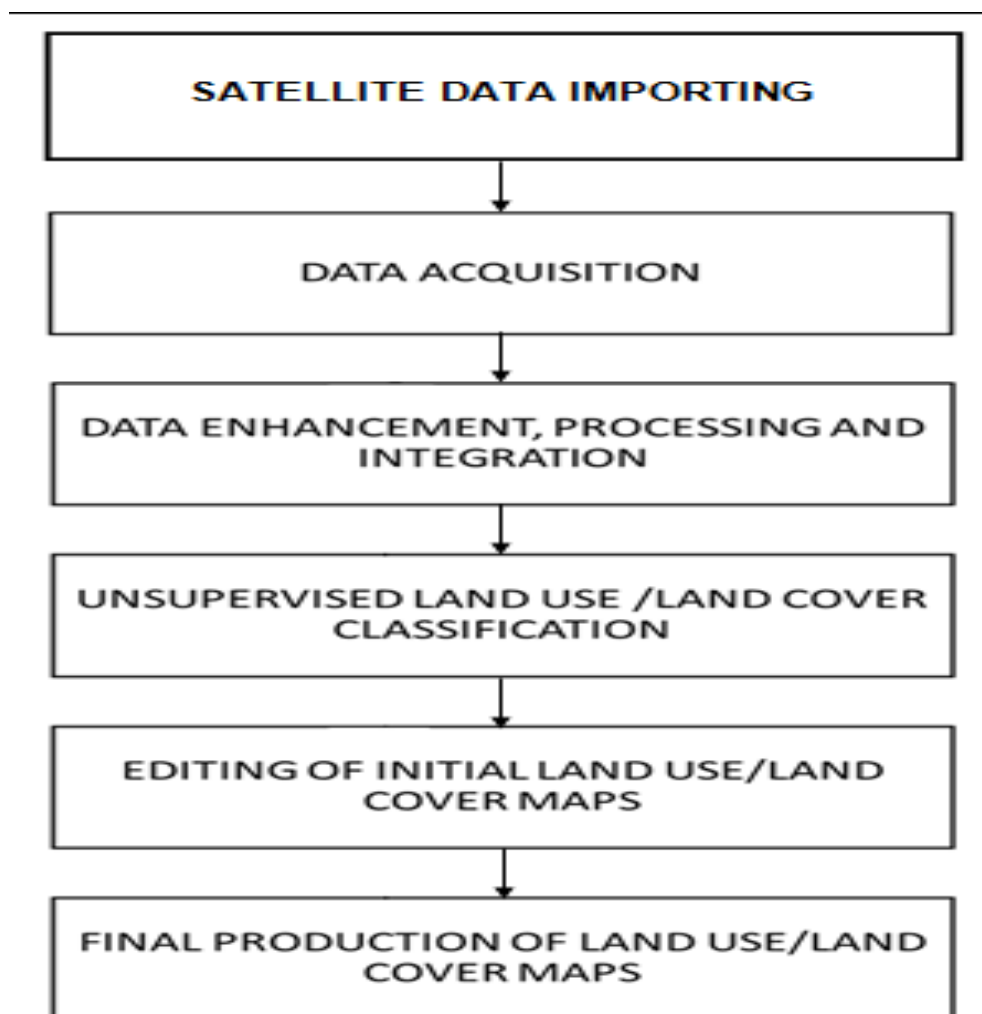 SATELLITE DATA IMPORTING
DATA ACQUISITION
DATA ENHANCEMENT, PROCESSING AND
INTEGRATION
UNSUPERVISED LAND USE /LAND COVER
CLASSIFICATION
EDITING OF INITIAL LAND USE/LAND
COVER MAPS
FINAL PRODUCTION OF LAND USE/LAND
COVER MAPS